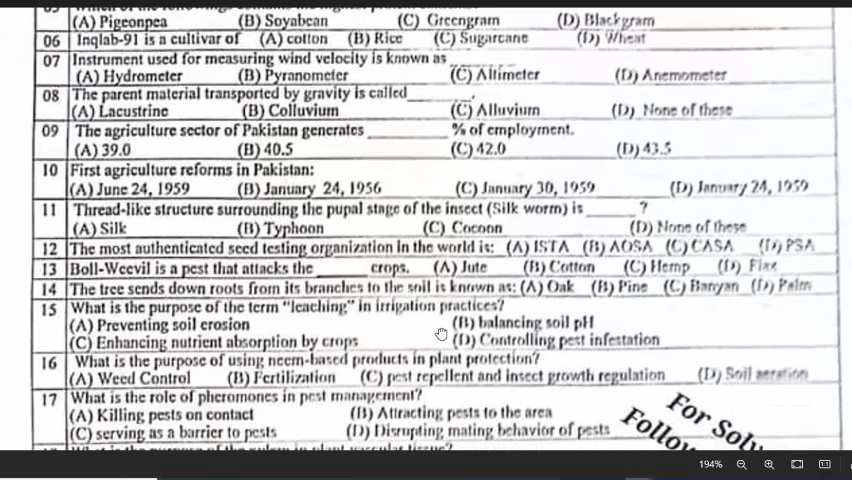 (A) Pigeonpea (B) Soyabean (C) Greengram (D) Blackgram
06 Inqlab-91 is a cultivar of (A) cotton (B) Rice (C) Sugarcane (D) Wheat
07 Instrument used for measuring wind velocity is known as ________
(A) Hydrometer (B) Pyranometer (C) Altimeter (D) Anemometer
08 The parent material transported by gravity is called________.
(A) Lacustrine (B) Colluvium (C) Alluvium (D) None of these
09 The agriculture sector of Pakistan generates ________ % of employment.
(A) 39.0 (B) 40.5 (C) 42.0 (D) 43.5
10 First agriculture reforms in Pakistan:
(A) June 24, 1959 (B) January 24, 1956 (C) January 30, 1959 (D) January 24, 1959
11 Thread-like structure surrounding the pupal stage of the insect (Silk worm) is _____ ?
(A) Silk (B) Typhoon (C) Cocoon (D) None of these
12 The most authenticated seed testing organization in the world is: (A) ISTA (B) AOSA (C) CASA (D) PSA
13 Boll-Weevil is a pest that attacks the ______ crops. (A) Jute (B) Cotton (C) Hemp (D) Flax
14 The tree sends down roots from its branches to the soil is known as: (A) Oak (B) Pine (C) Banyan (D) Palm
15 What is the purpose of the term "leaching" in irrigation practices?
(A) Preventing soil erosion (B) balancing soil pH
(C) Enhancing nutrient absorption by crops (D) Controlling pest infestation
16 What is the purpose of using neem-based products in plant protection?
(A) Weed Control (B) Fertilization (C) pest repellent and insect growth regulation (D) Soil aeration
17 What is the role of pheromones in pest management?
(A) Killing pests on contact (B) Attracting pests to the area
(C) serving as a barrier to pests (D) Disrupting mating behavior of pests
For Solv
Follow
194%